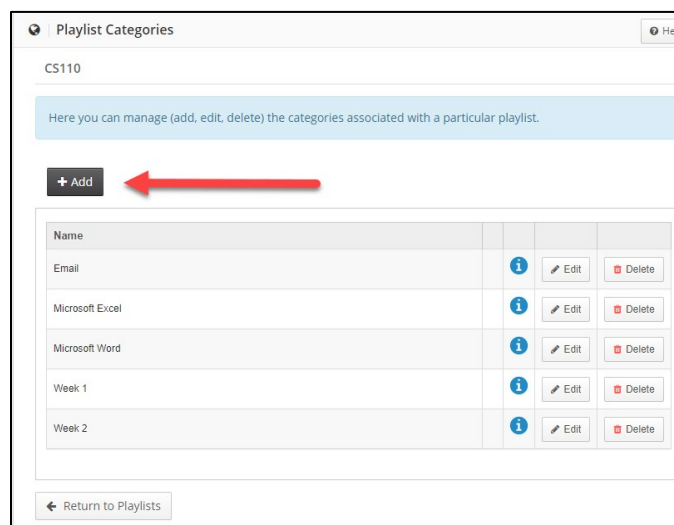 Playlist Categories
He
CS110
Here you can manage (add, edit, delete) the categories associated with a particular playlist.
+ Add
Name
Email Edit Delete
Microsoft Excel Edit Delete
Microsoft Word Edit Delete
Week 1 Edit Delete
Week 2 Edit Delete
Return to Playlists